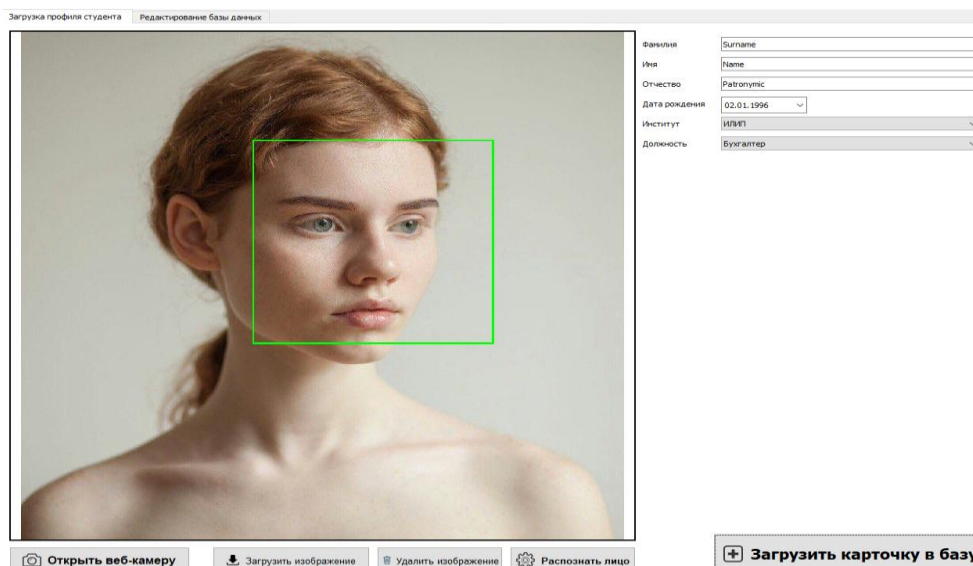 Загрузка профиля студента
Редактирование базы данных
Фамилия
Surname
Имя
Name
Отчество
Patronymic
Дата рождения
02.01.1996
Институт
ИЛИП
Должность
Бухгалтер
Открыть веб-камеру
Загрузить изображение
Удалить изображение
Распознать лицо
Загрузить карточку в базу